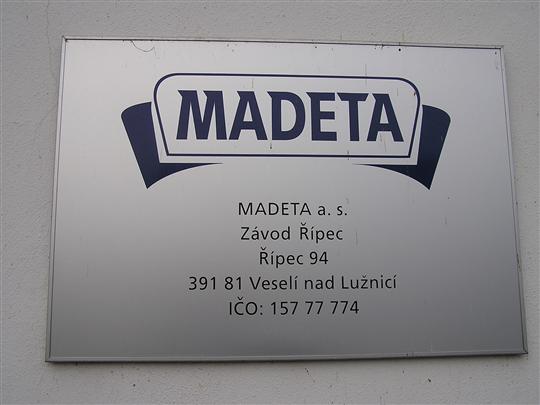 MADETA
MADETA a. s.
Závod Řípec
Řípec 94
391 81 Veselí nad Lužnicí
IČO: 157 77 774